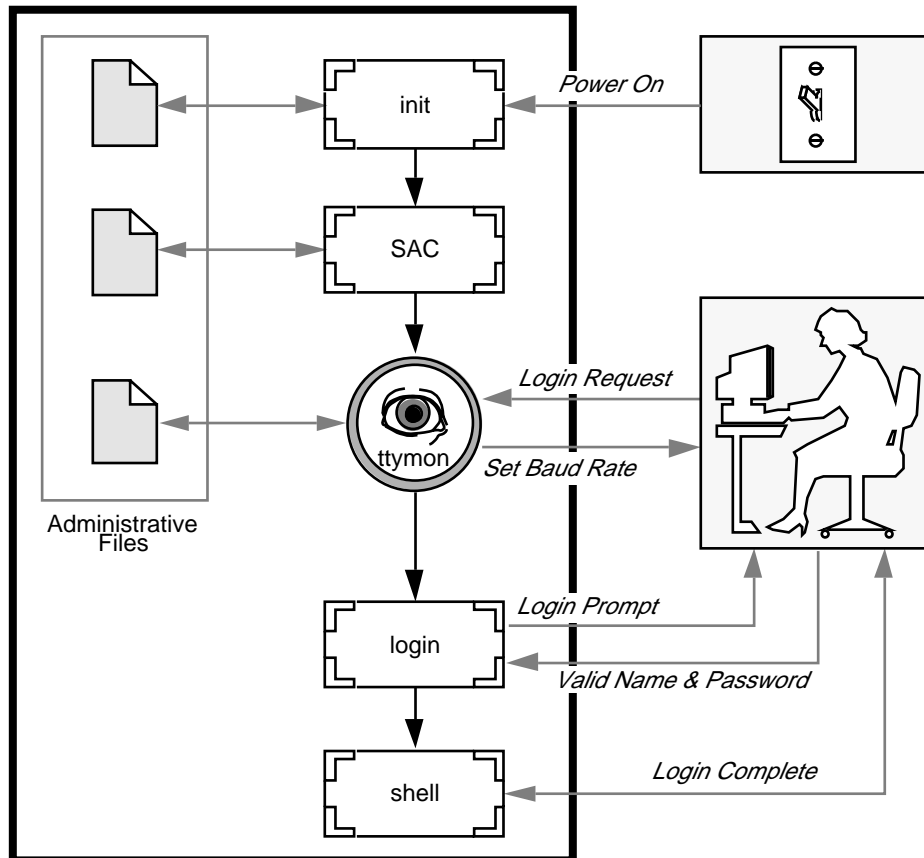 Power On
init
SAC
Login Request
ttymon
Set Baud Rate
Administrative
Files
Login Prompt
login
Valid Name & Password
Login Complete
shell